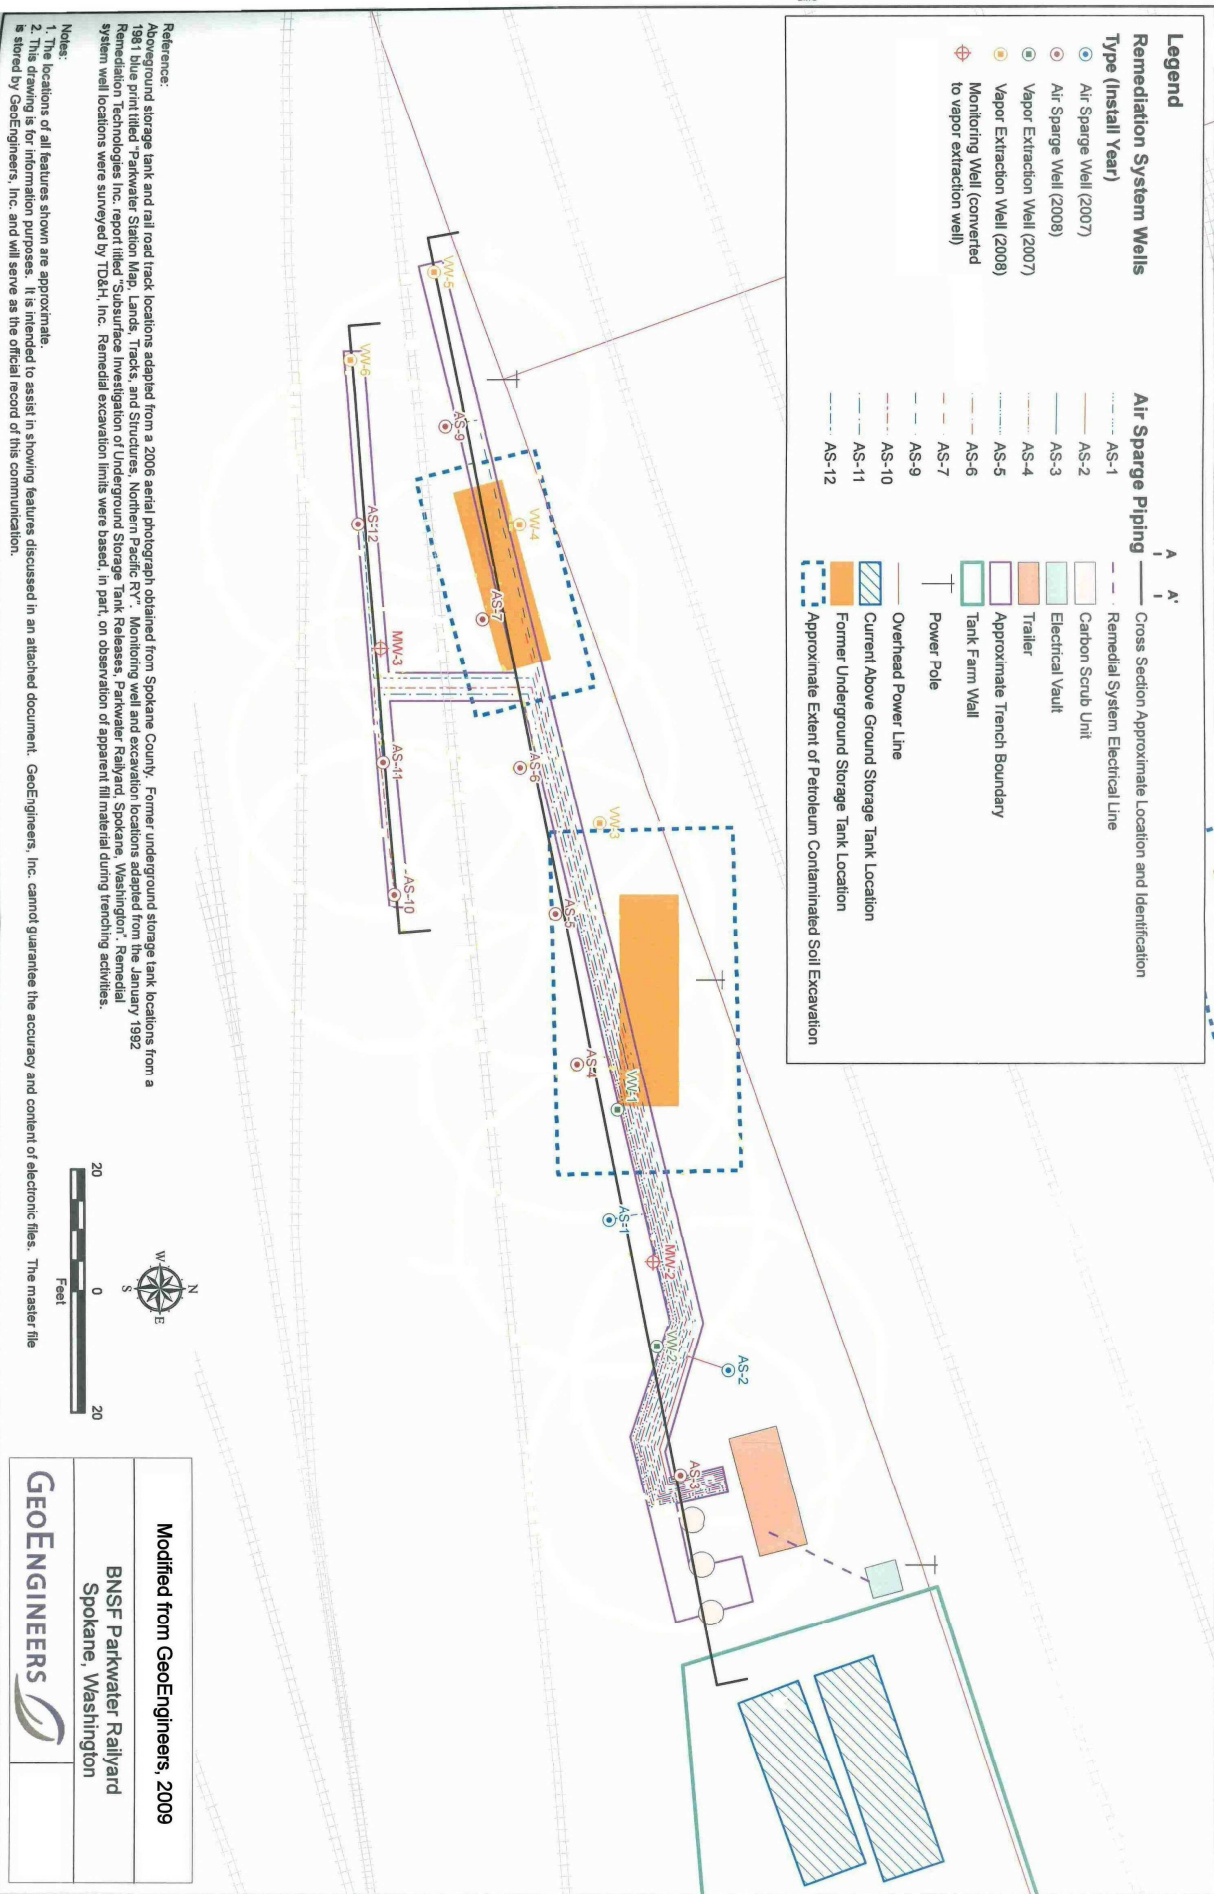 Legend
Remediation System Wells
Type (Install Year)
Air Sparge Well (2007)
Air Sparge Well (2008)
Vapor Extraction Well (2007)
Vapor Extraction Well (2008)
Monitoring Well (converted
to vapor extraction well)
Air Sparge Piping
AS-1
AS-2
AS-3
AS-4
AS-5
AS-6
AS-7
AS-9
AS-10
AS-11
AS-12
A A'
Cross Section Approximate Location and Identification
Remedial System Electrical Line
Carbon Scrub Unit
Electrical Vault
Trailer
Approximate Trench Boundary
Tank Farm Wall
Power Pole
Overhead Power Line
Current Above Ground Storage Tank Location
Former Underground Storage Tank Location
Approximate Extent of Petroleum Contaminated Soil Excavation
VW-5
VW-6
AS-9
VW-4
AS-12
AS-7
MW-3
AS-6
AS-11
VW-3
AS-10
AS-5
AS-4
VW-1
AS-1
MW-2
VW-2
AS-2
AS-3
Reference:
Aboveground storage tank and rail road track locations adapted from a 2006 aerial photograph obtained from Spokane County. Former underground storage tank locations from a
1981 blue print titled "Parkwater Station Map, Lands, Tracks, and Structures, Northern Pacific RY". Monitoring well and excavation locations adapted from the January 1992
Remediation Technologies Inc. report titled "Subsurface Investigation of Underground Storage Tank Releases, Parkwater Railyard, Spokane, Washington". Remedial
system well locations were surveyed by TD&H, Inc. Remedial excavation limits were based, in part, on observation of apparent fill material during trenching activities.
Notes:
1. The locations of all features shown are approximate.
2. This drawing is for information purposes. It is intended to assist in showing features discussed in an attached document. GeoEngineers, Inc. cannot guarantee the accuracy and content of electronic files. The master file
is stored by GeoEngineers, Inc. and will serve as the official record of this communication.
N
W
E
S
20 0 20
Feet
Modified from GeoEngineers, 2009
BNSF Parkwater Railyard
Spokane, Washington
GEOENGINEERS